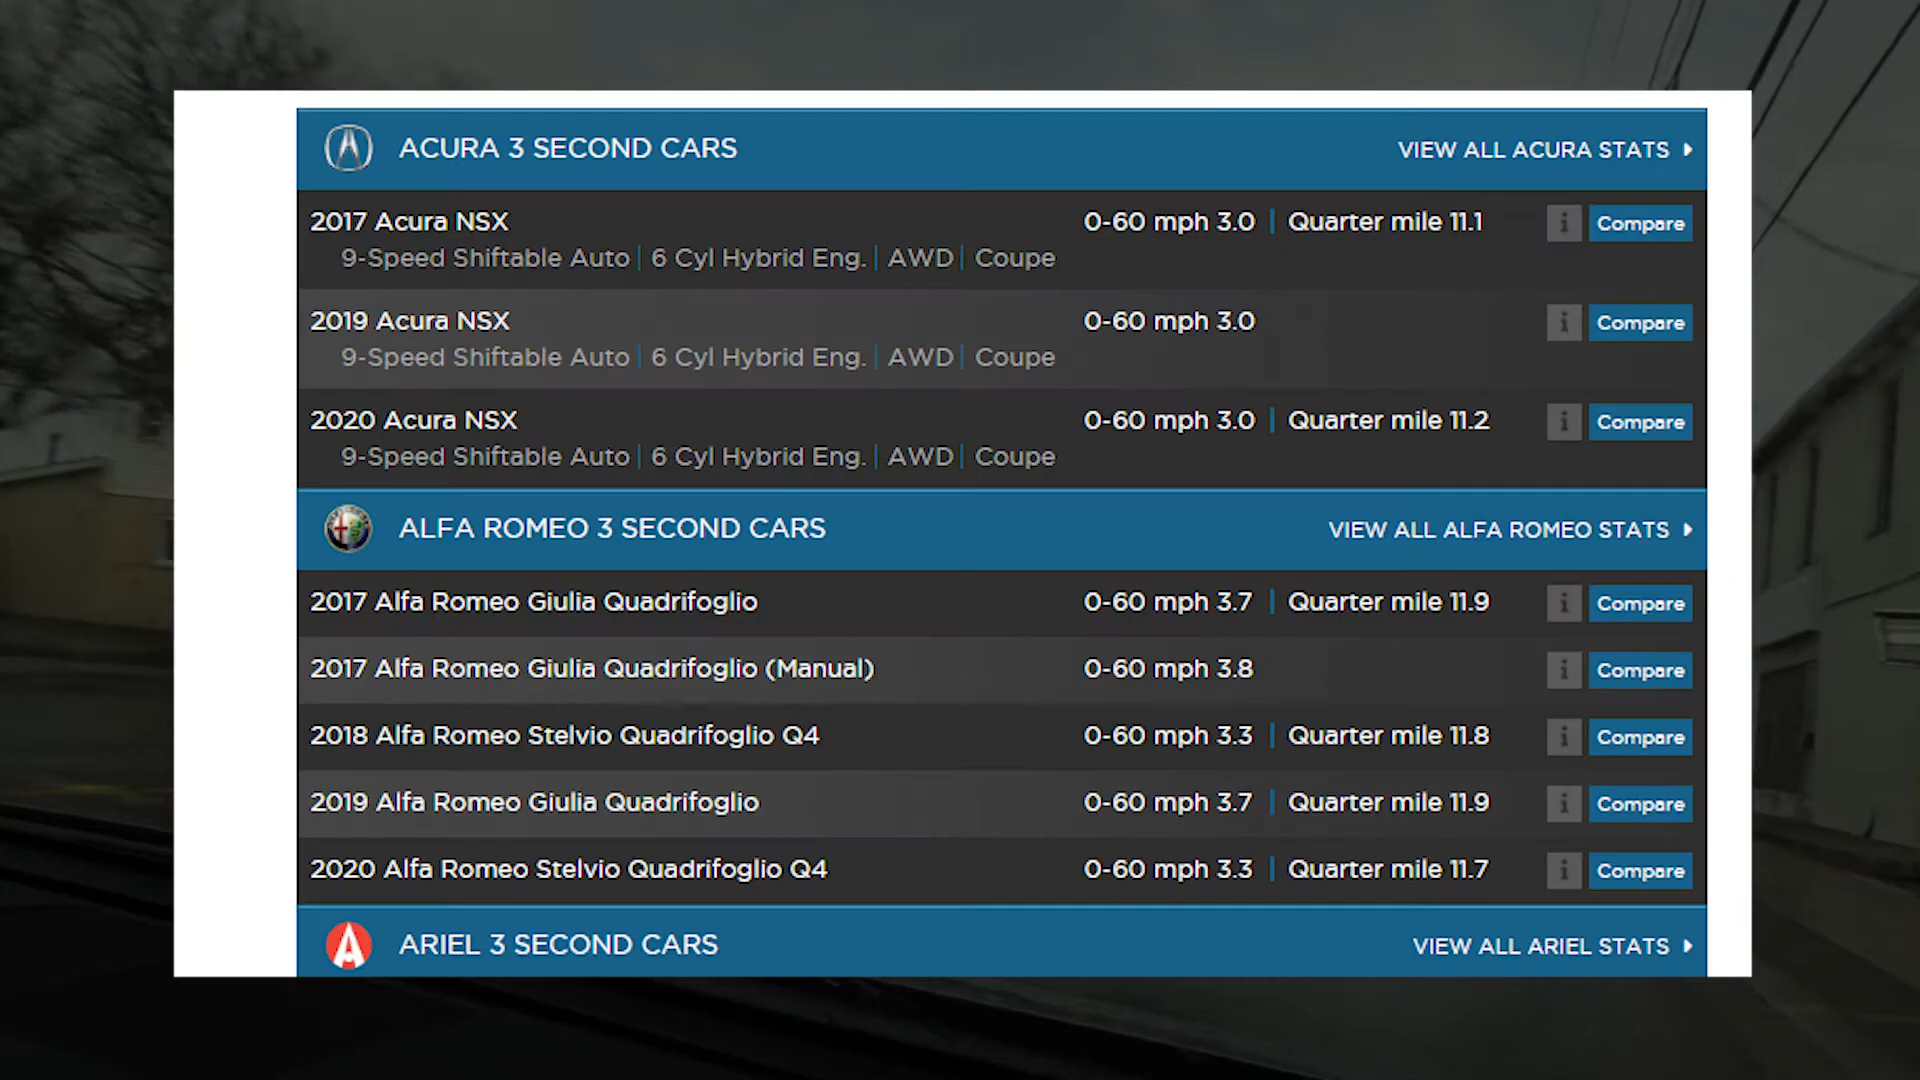 ACURA 3 SECOND CARS VIEW ALL ACURA STATS
2017 Acura NSX 0-60 mph 3.0 | Quarter mile 11.1 i Compare
9-Speed Shiftable Auto | 6 Cyl Hybrid Eng. | AWD | Coupe
2019 Acura NSX 0-60 mph 3.0 i Compare
9-Speed Shiftable Auto | 6 Cyl Hybrid Eng. | AWD | Coupe
2020 Acura NSX 0-60 mph 3.0 | Quarter mile 11.2 i Compare
9-Speed Shiftable Auto | 6 Cyl Hybrid Eng. | AWD | Coupe
ALFA ROMEO 3 SECOND CARS VIEW ALL ALFA ROMEO STATS
2017 Alfa Romeo Giulia Quadrifoglio 0-60 mph 3.7 | Quarter mile 11.9 i Compare
2017 Alfa Romeo Giulia Quadrifoglio (Manual) 0-60 mph 3.8 i Compare
2018 Alfa Romeo Stelvio Quadrifoglio Q4 0-60 mph 3.3 | Quarter mile 11.8 i Compare
2019 Alfa Romeo Giulia Quadrifoglio 0-60 mph 3.7 | Quarter mile 11.9 i Compare
2020 Alfa Romeo Stelvio Quadrifoglio Q4 0-60 mph 3.3 | Quarter mile 11.7 i Compare
ARIEL 3 SECOND CARS VIEW ALL ARIEL STATS